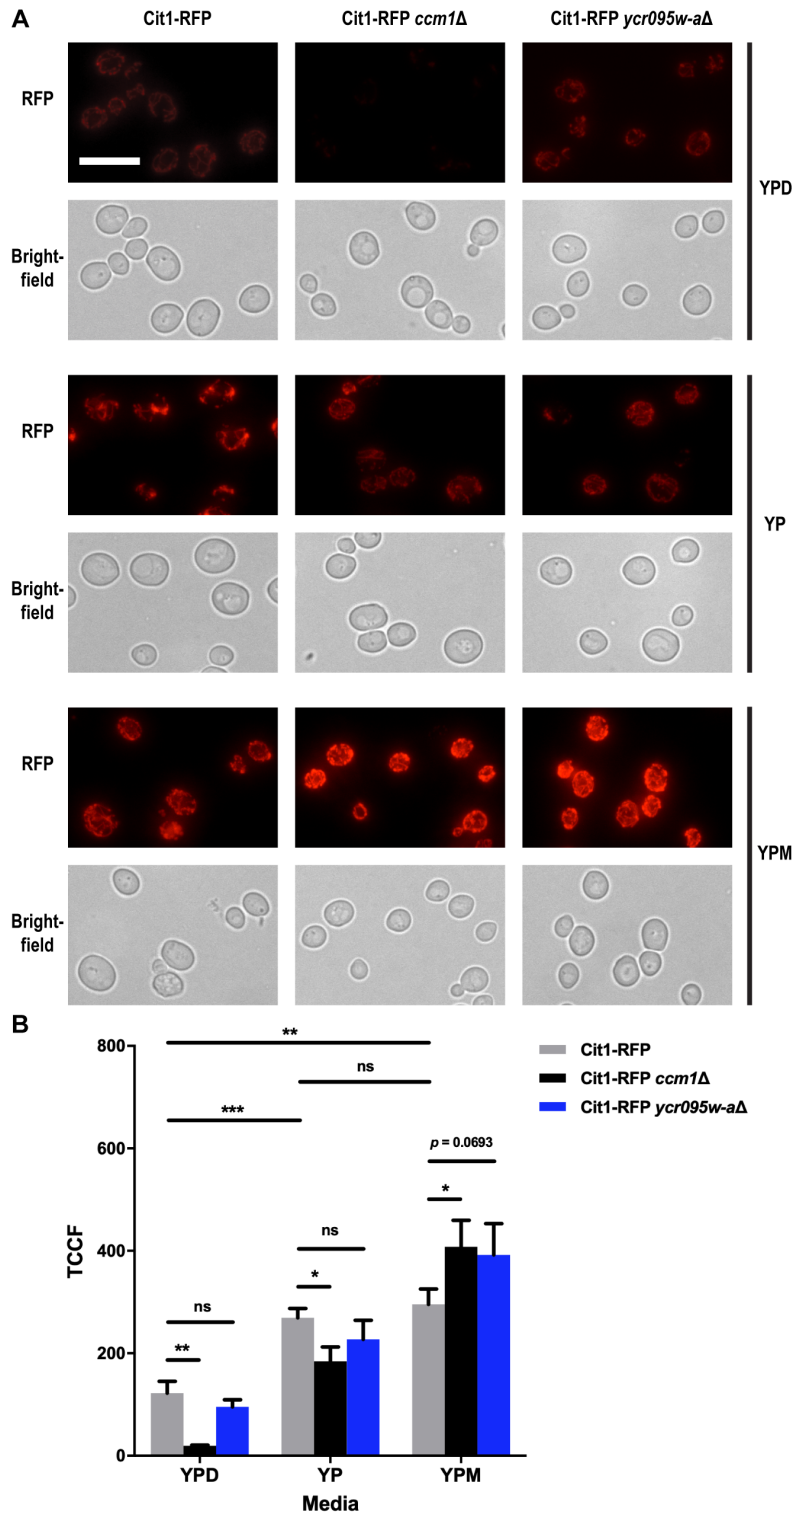 A
Cit1-RFP
Cit1-RFP ccm1Δ
Cit1-RFP ycr095w-aΔ
RFP
YPD
Bright-
field
RFP
YP
Bright-
field
RFP
YPM
Bright-
field
B
800
600
400
200
0
TCCF
**
ns
***
p = 0.0693
*
ns
*
ns
**
Cit1-RFP
Cit1-RFP ccm1Δ
Cit1-RFP ycr095w-aΔ
YPD
YP
YPM
Media